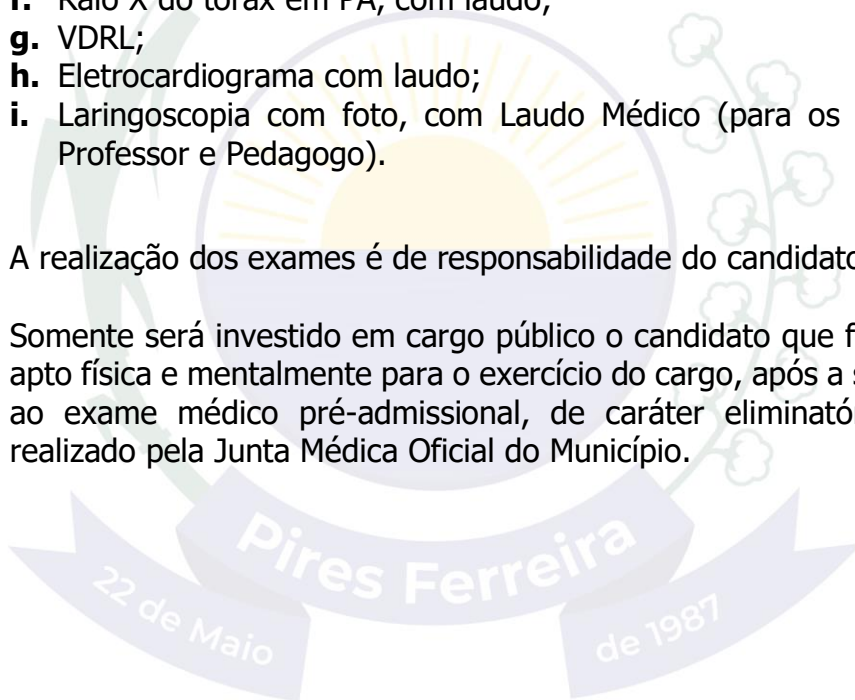 f. Raio X do tórax em PA, com laudo;
g. VDRL;
h. Eletrocardiograma com laudo;
i. Laringoscopia com foto, com Laudo Médico (para os
Professor e Pedagogo).
A realização dos exames é de responsabilidade do candidato
Somente será investido em cargo público o candidato que
apto física e mentalmente para o exercício do cargo, após a
ao exame médico pré-admissional, de caráter
realizado pela Junta Médica Oficial do Município.
Pires Ferreira
22 de Maio
de 1987